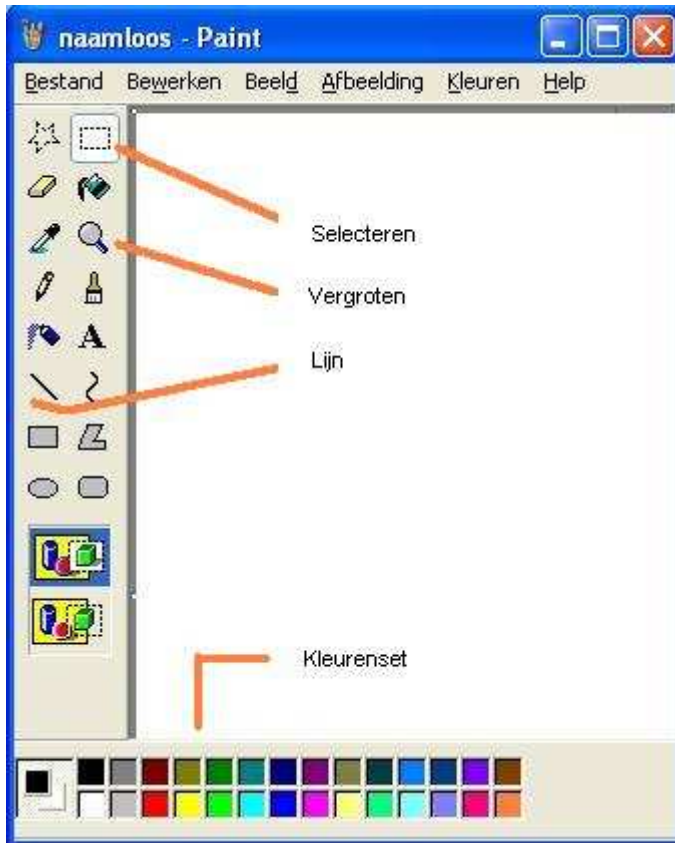 naamloos - Paint
Bestand Bewerken Beeld Afbeelding Kleuren Help
Selecteren
Vergroten
A
Lijn
Kleurenset